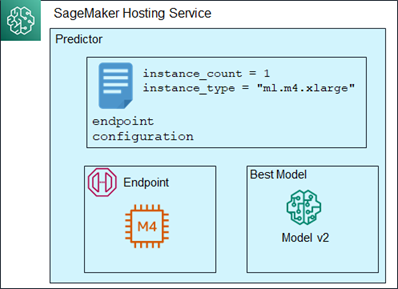 SageMaker Hosting Service
Predictor
instance_count = 1
instance_type = "ml.m4.xlarge"
endpoint
configuration
Endpoint
M4
Best Model
Model v2